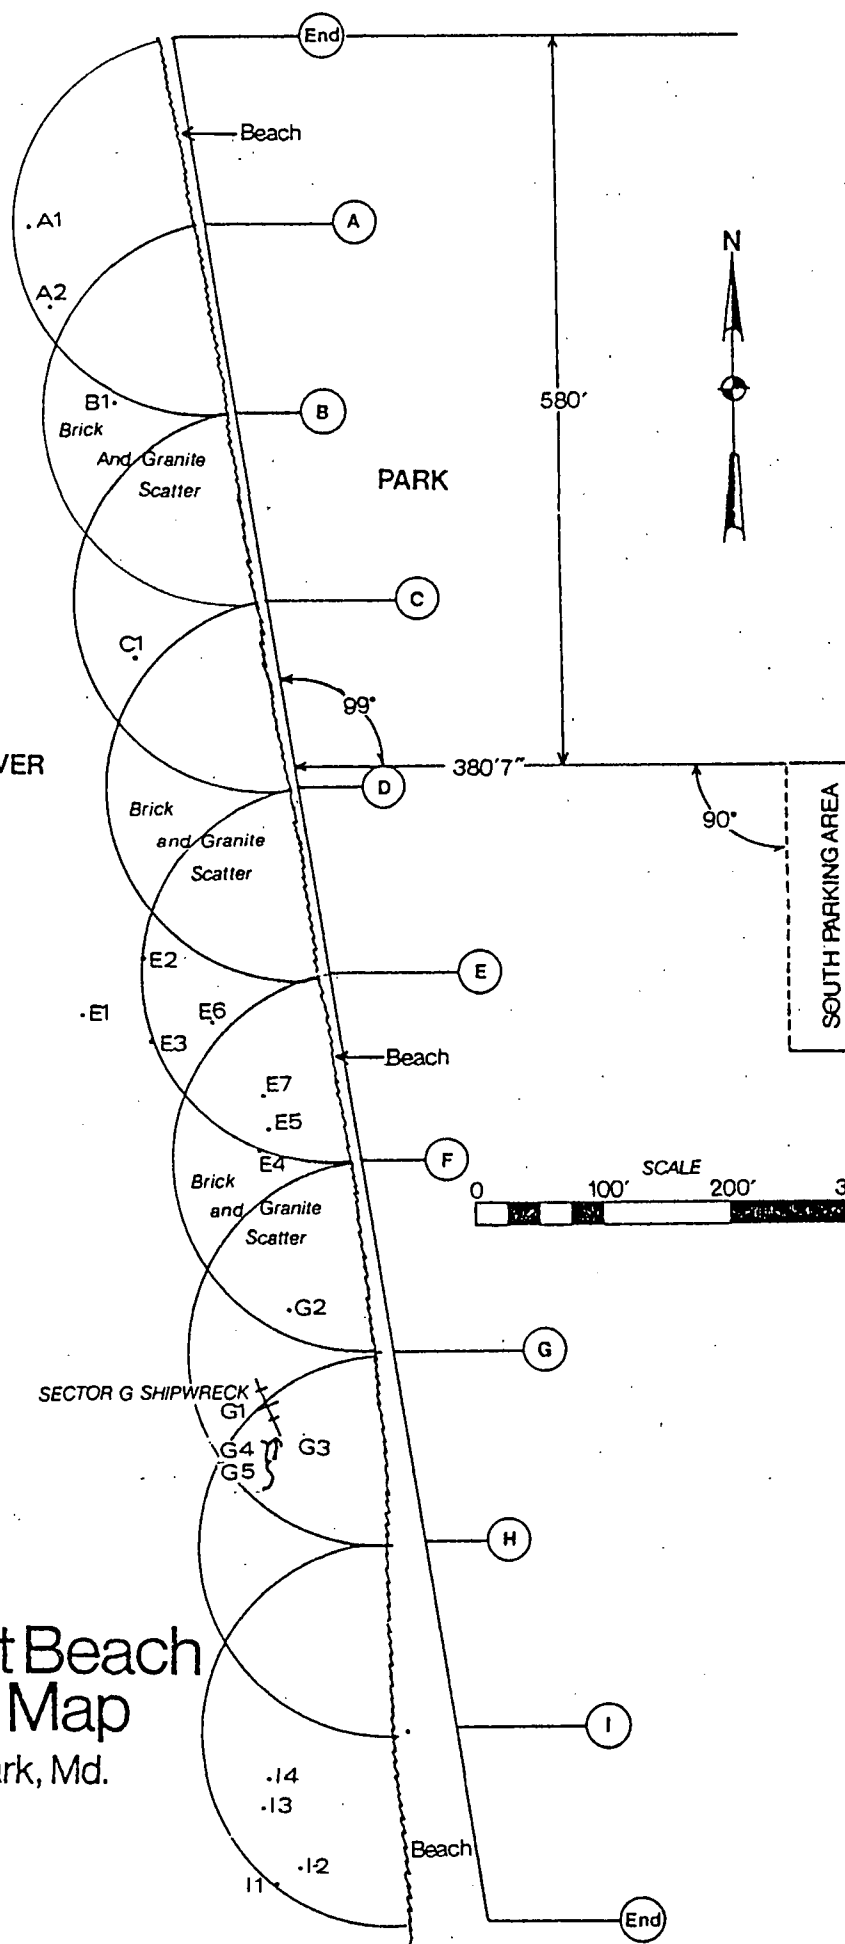 End
Beach
A1
A
N
A2
580'
B1
B
Brick
And Granite
Scatter
PARK
C
C1
99°
VER
380'7"
D
90°
SOUTH PARKING AREA
Brick
and Granite
Scatter
E2
E
E1
E6
E3
Beach
E7
E5
E4
F
SCALE
0 100' 200' 3
Brick
and Granite
Scatter
G2
G
SECTOR G SHIPWRECK
G1
G4
G3
G5
H
t Beach
Map
I
rk, Md.
I4
I3
Beach
I2
I1
End